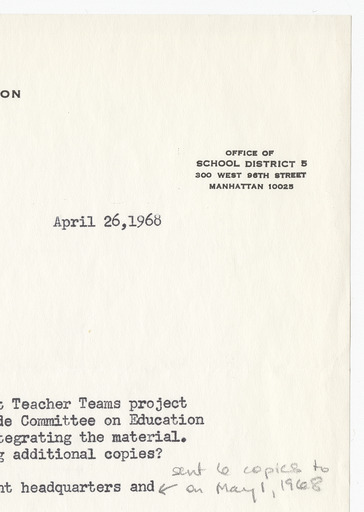 ON
OFFICE OF
SCHOOL DISTRICT 5
300 WEST 96TH STREET
MANHATTAN 10025
April 26,1968
t Teacher Teams project
de Committee on Education
tegrating the material.
g additional copies?
sent 6 copies to
nt headquarters and
on May 1, 1968